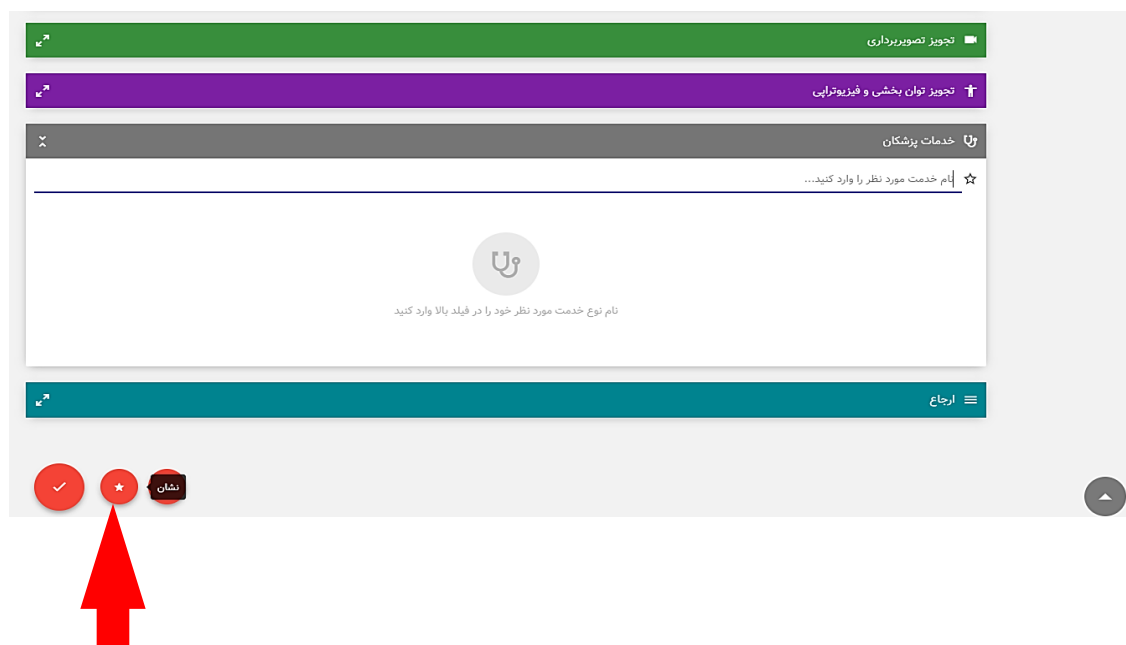 تجویز تصویربرداری
تجویز توان بخشی و فیزیوتراپی
خدمات پزشکان
نام خدمت مورد نظر را وارد کنید...
نام نوع خدمت مورد نظر خود را در فیلد بالا وارد کنید
ارجاع
نشان